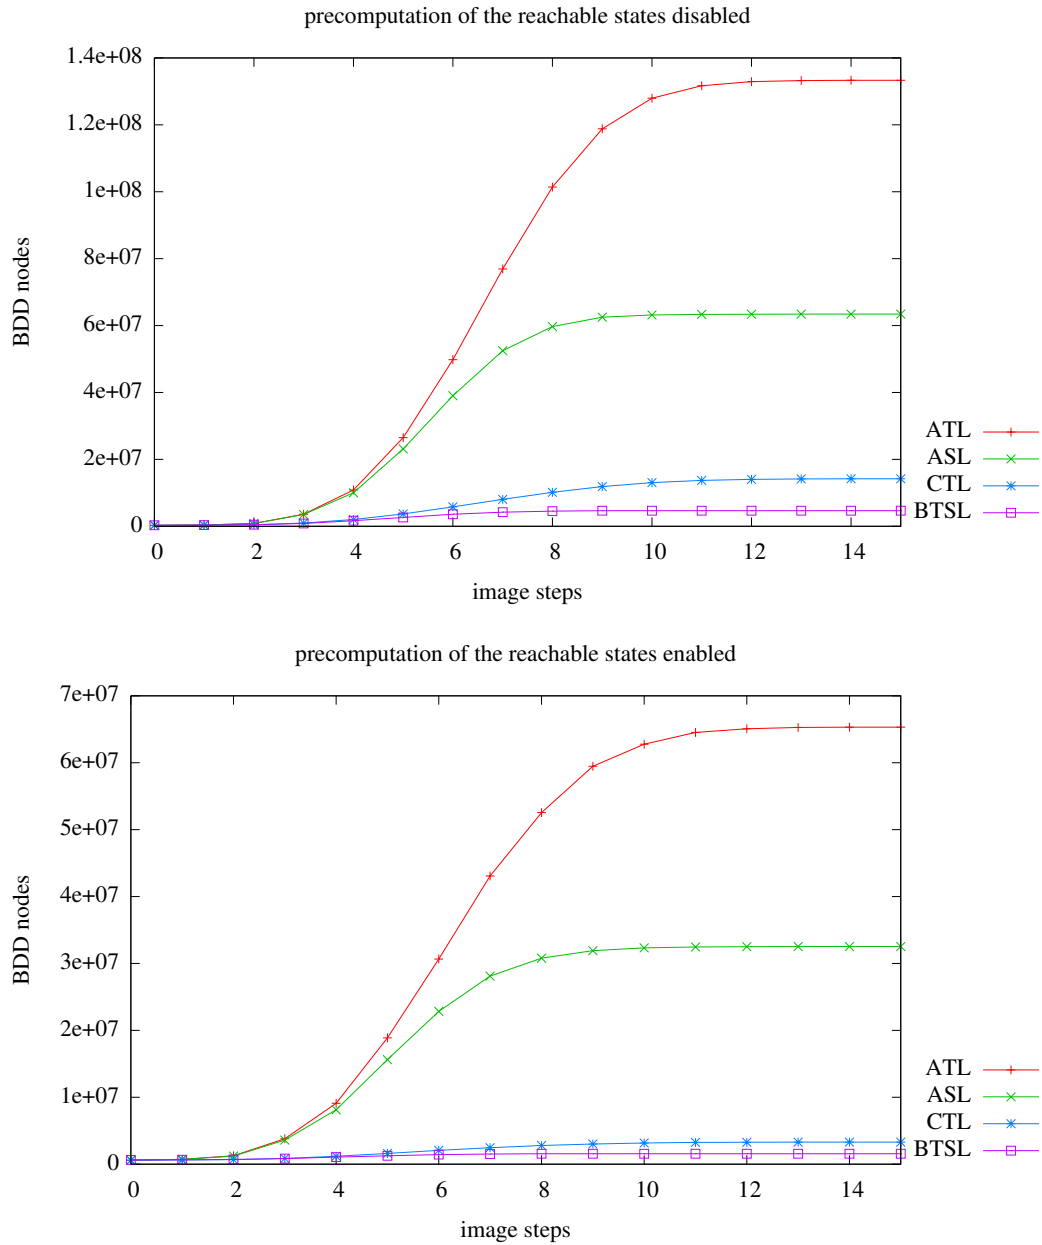 precomputation of the reachable states disabled
1.4e+08
1.2e+08
1e+08
8e+07
6e+07
4e+07
2e+07
0
BDD nodes
0 2 4 6 8 10 12 14
image steps
ATL
ASL
CTL
BTSL
precomputation of the reachable states enabled
7e+07
6e+07
5e+07
4e+07
3e+07
2e+07
1e+07
0
BDD nodes
0 2 4 6 8 10 12 14
image steps
ATL
ASL
CTL
BTSL